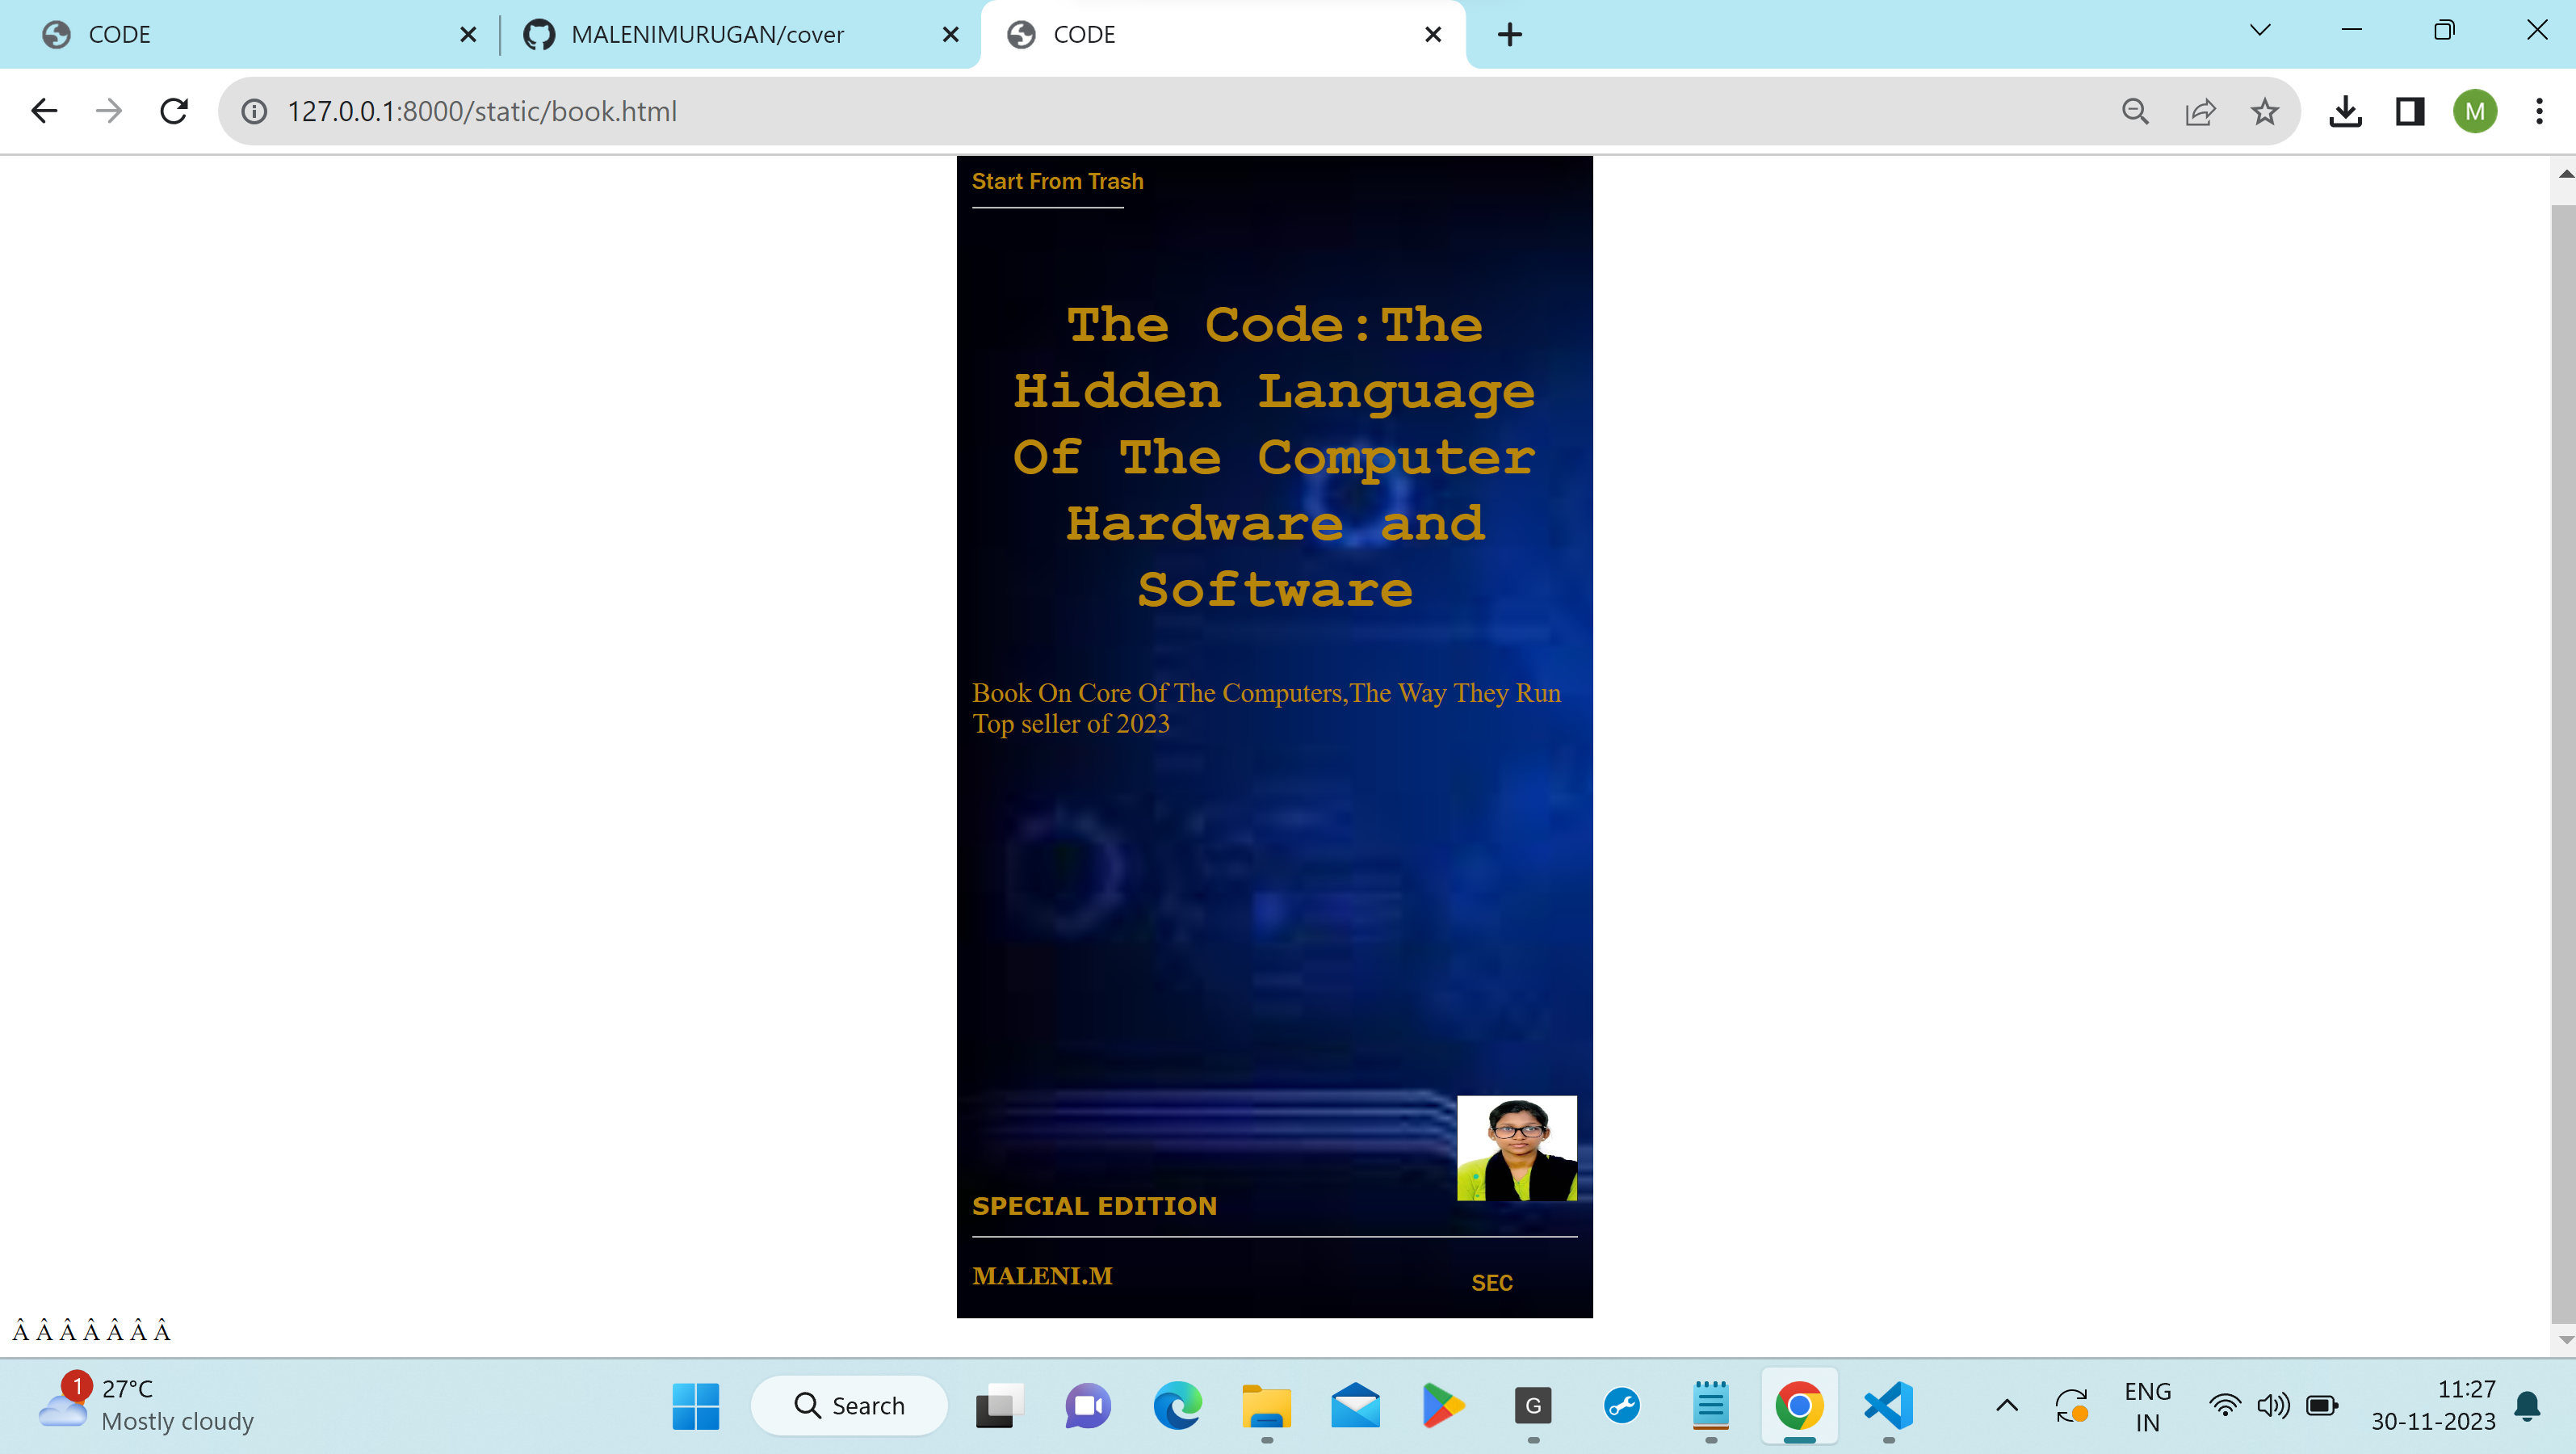 CODE
MALENIMURUGAN/cover
CODE
127.0.0.1:8000/static/book.html
M
Start From Trash
The Code:The
Hidden Language
Of The Computer
Hardware and
Software
Book On Core Of The Computers,The Way They Run
Top seller of 2023
SPECIAL EDITION
MALENI.M
SEC
Â Â Â Â Â Â Â
1
27°C
Mostly cloudy
Search
G
ENG
IN
11:27
30-11-2023